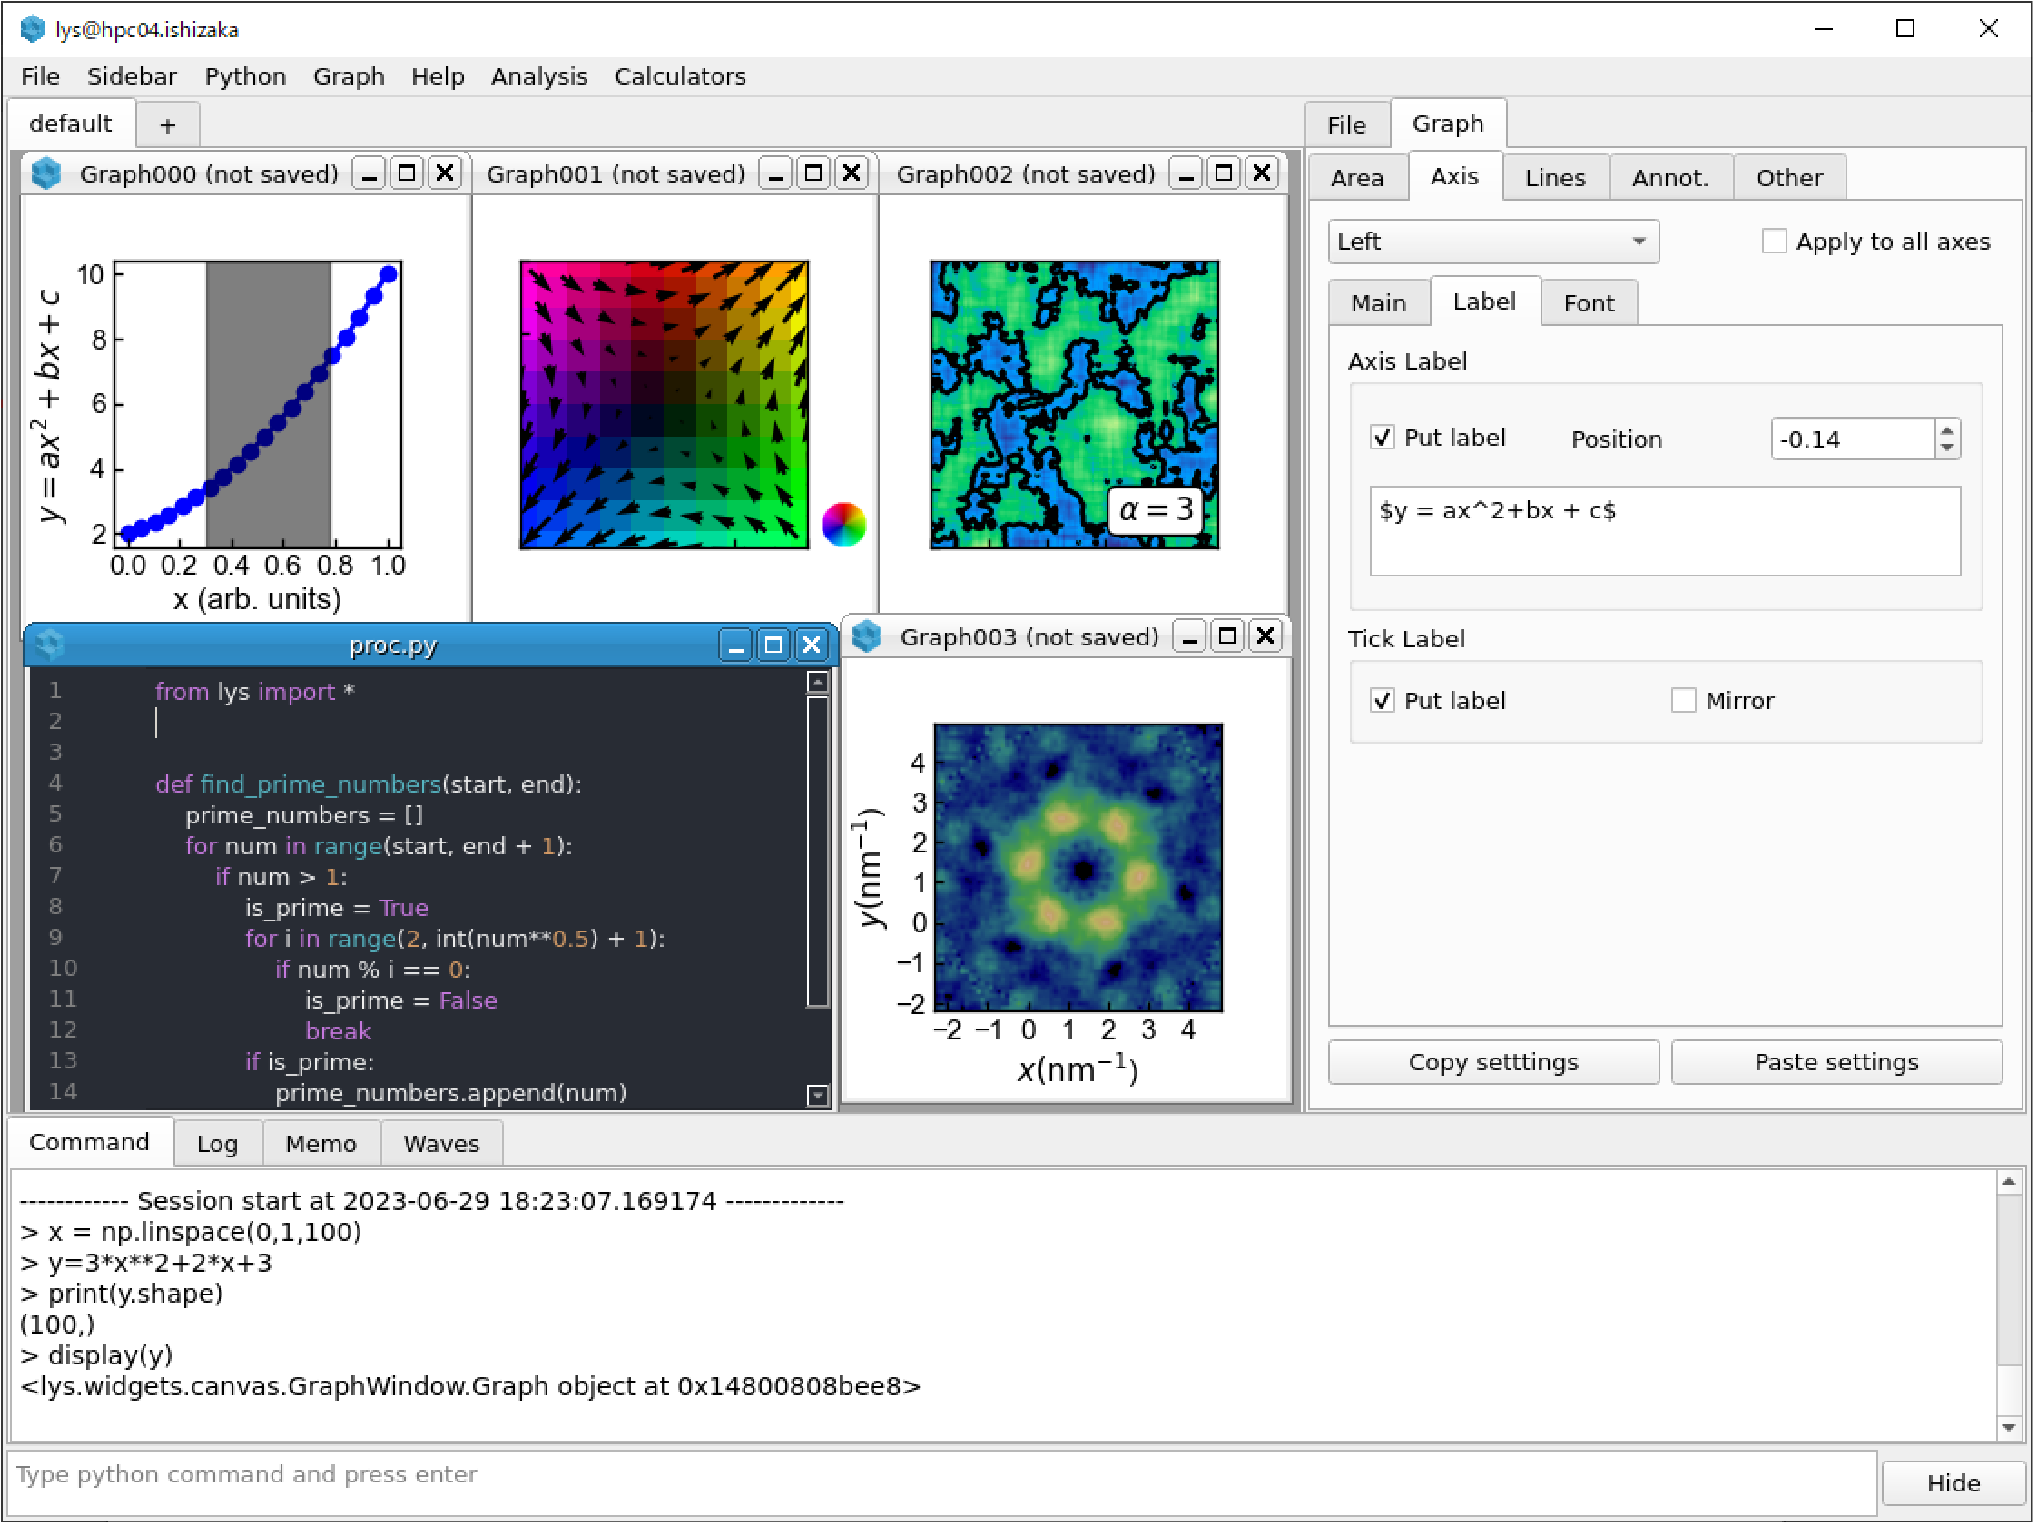 lys@hpc04.ishizaka
File Sidebar Python Graph Help Analysis Calculators
default +
Graph000 (not saved)
10
8
6
4
2
y = ax² + bx + c
0.0 0.2 0.4 0.6 0.8 1.0
x (arb. units)
Graph001 (not saved)
Graph002 (not saved)
α = 3
proc.py
1 from lys import *
2
3
4 def find_prime_numbers(start, end):
5 prime_numbers = []
6 for num in range(start, end + 1):
7 if num > 1:
8 is_prime = True
9 for i in range(2, int(num**0.5) + 1):
10 if num % i == 0:
11 is_prime = False
12 break
13 if is_prime:
14 prime_numbers.append(num)
Graph003 (not saved)
4
3
2
1
0
−1
−2
y(nm⁻¹)
−2 −1 0 1 2 3 4
x(nm⁻¹)
File Graph
Area Axis Lines Annot. Other
Left Apply to all axes
Main Label Font
Axis Label
Put label Position -0.14
$y = ax^2+bx + c$
Tick Label
Put label Mirror
Copy setttings Paste settings
Command Log Memo Waves
------------ Session start at 2023-06-29 18:23:07.169174 -------------
> x = np.linspace(0,1,100)
> y=3*x**2+2*x+3
> print(y.shape)
(100,)
> display(y)
<lys.widgets.canvas.GraphWindow.Graph object at 0x14800808bee8>
Type python command and press enter
Hide